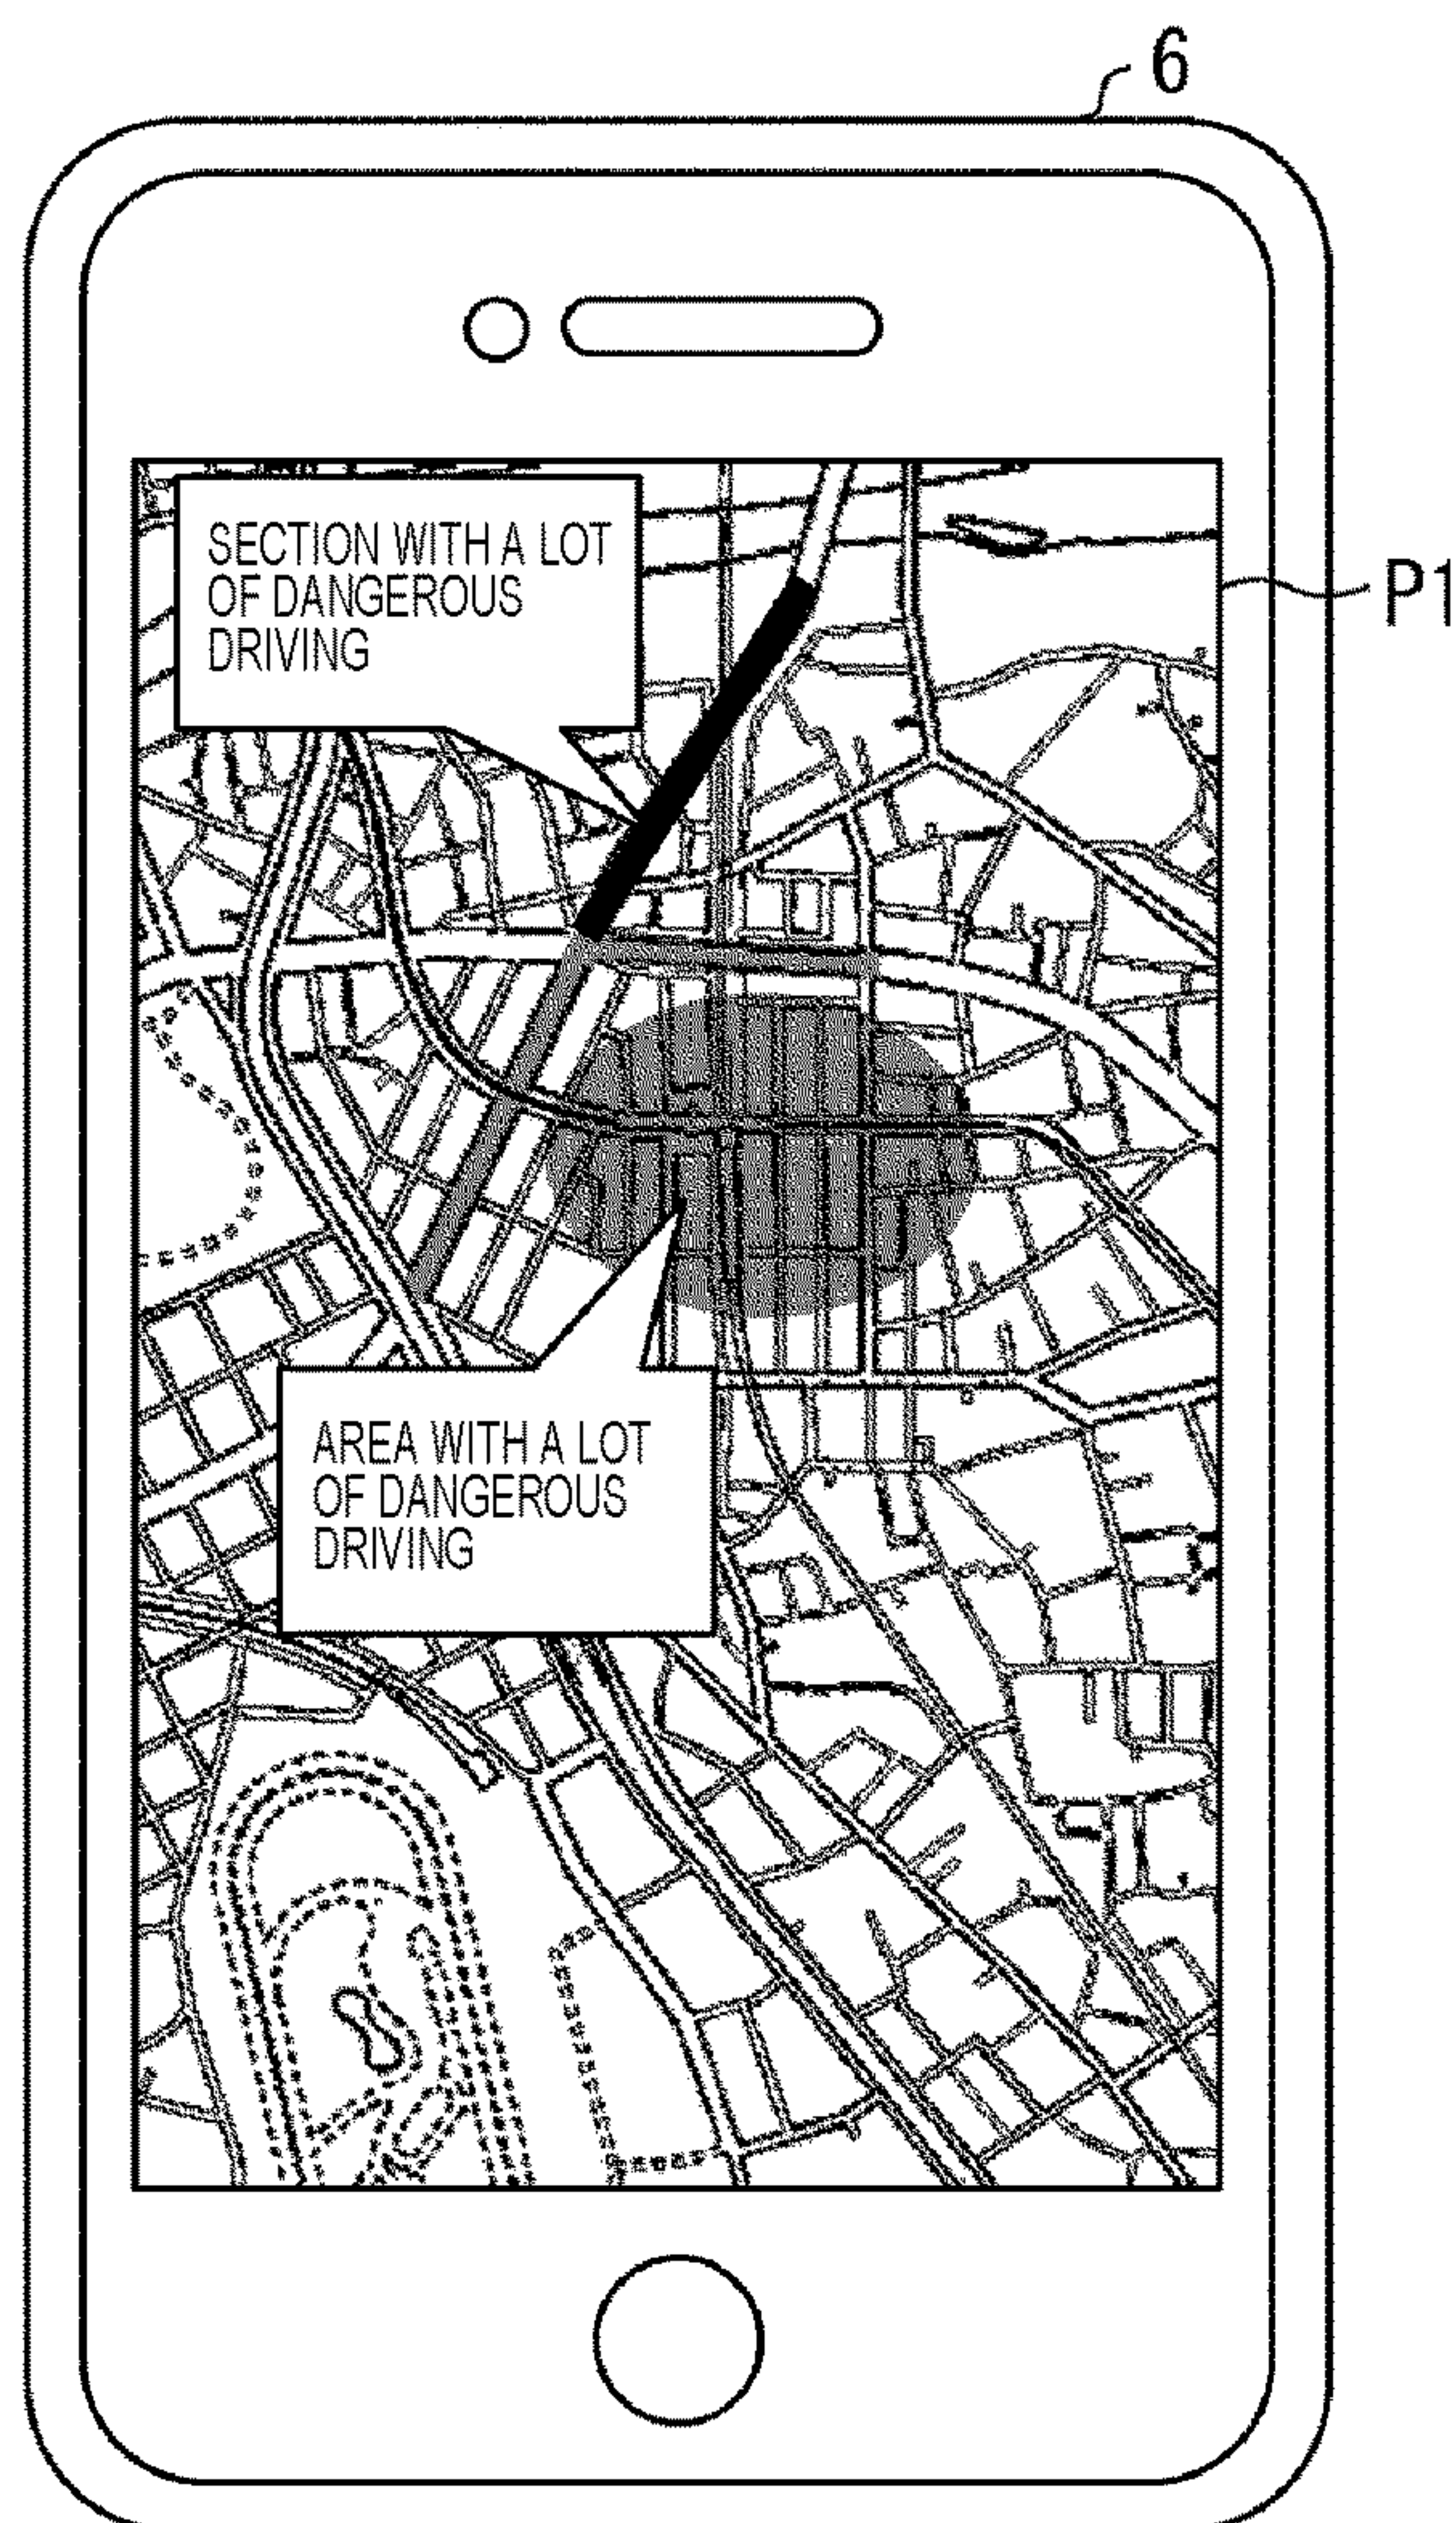 6
SECTION WITH A LOT
OF DANGEROUS
DRIVING
P1
AREA WITH A LOT
OF DANGEROUS
DRIVING